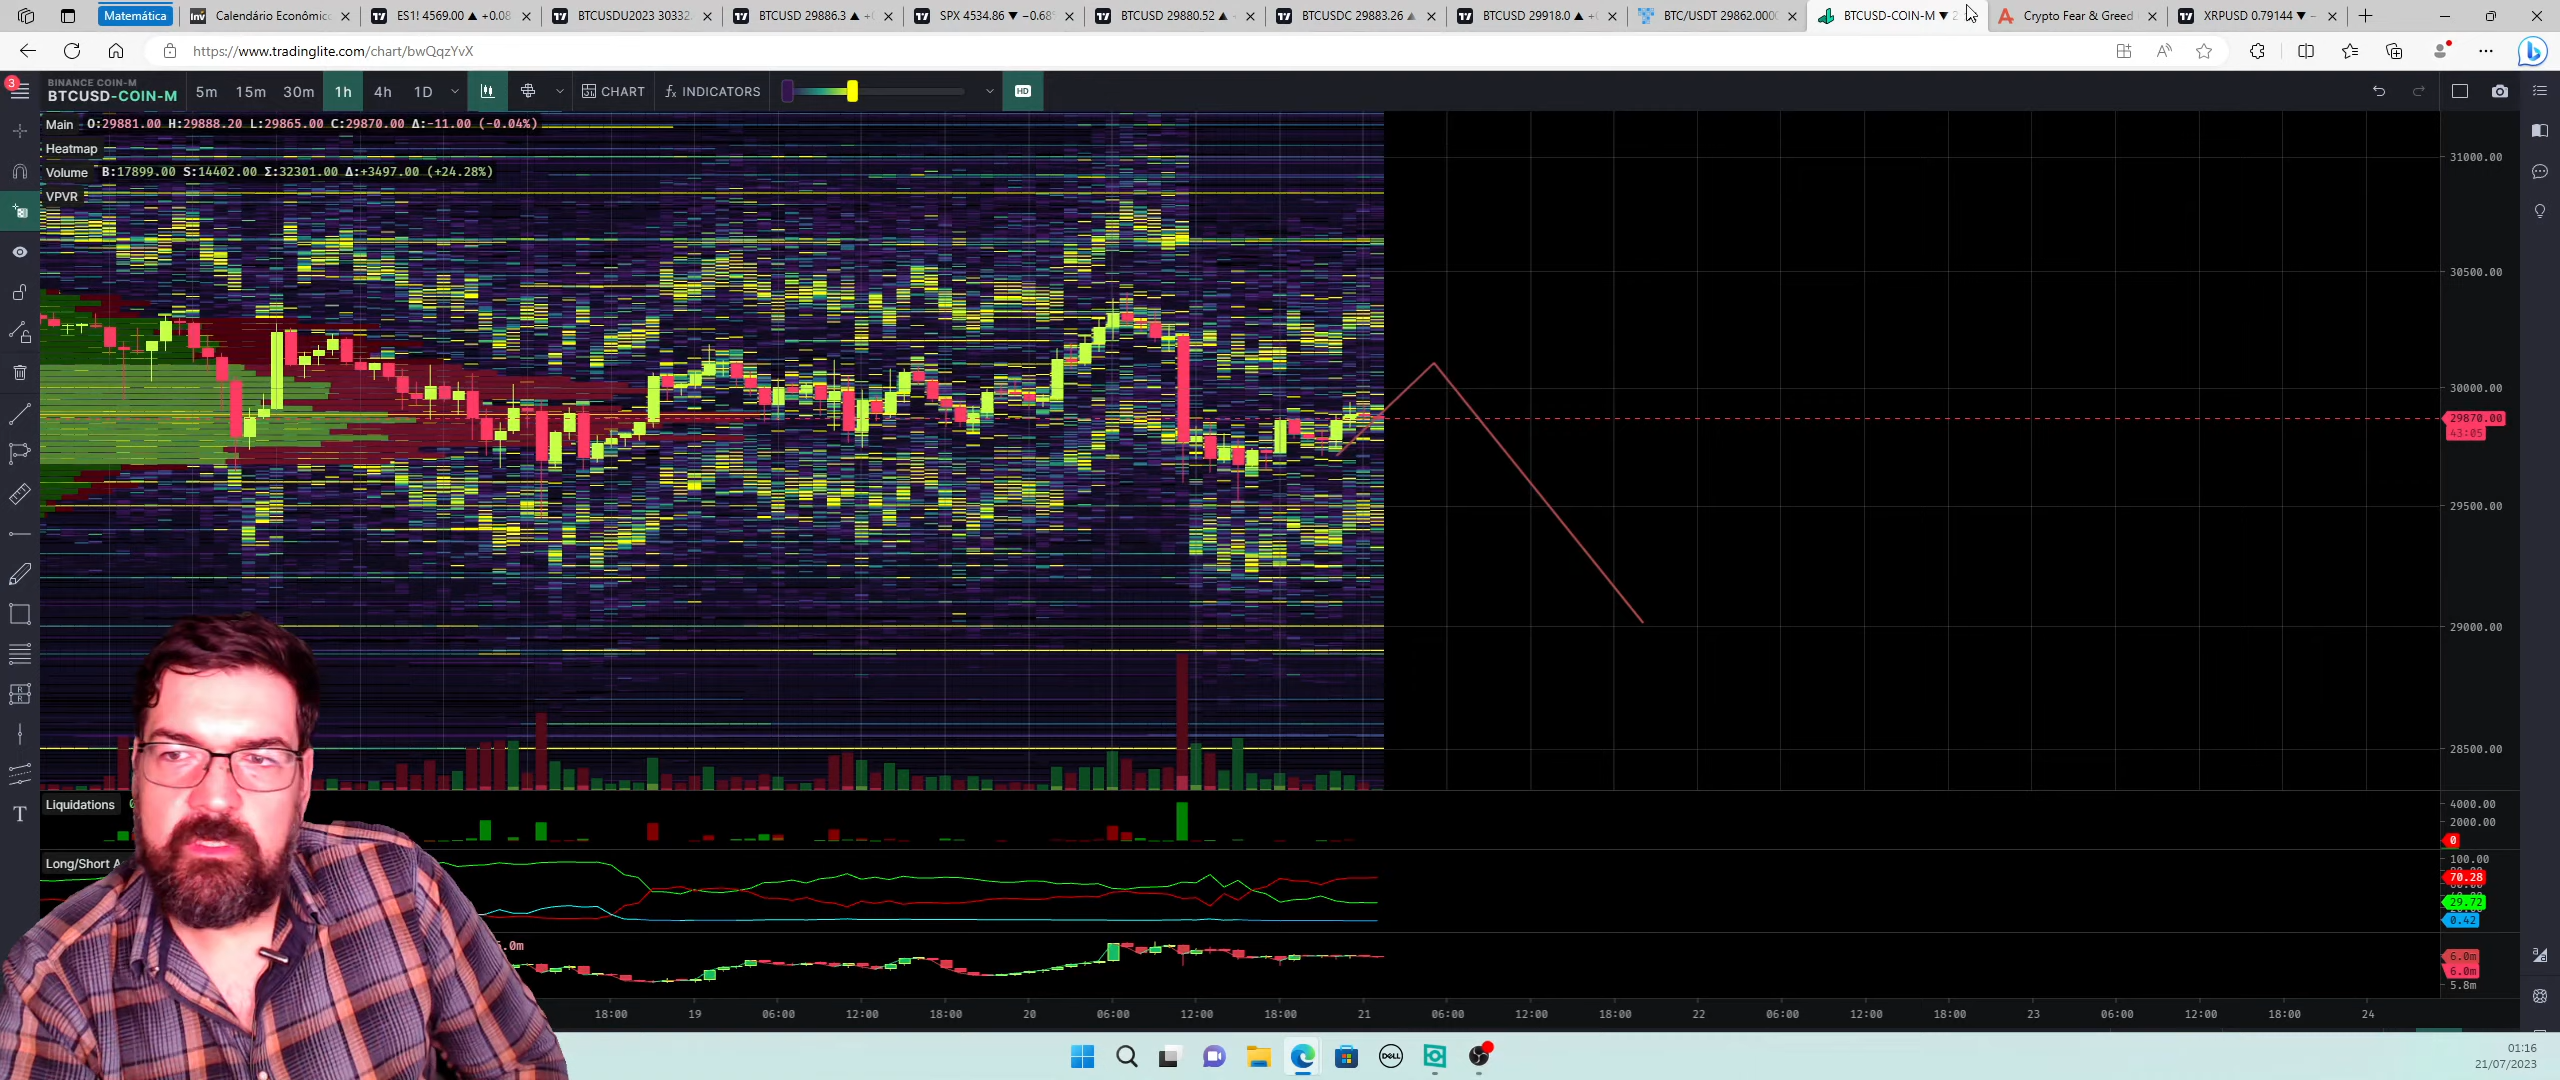 Matemática
Calendário Econômic
ES1! 4569.00 ▲ +0.08
BTCUSDU2023 30332
BTCUSD 29886.3 ▲ +
SPX 4534.86 ▼ −0.68
BTCUSD 29880.52 ▲
BTCUSDC 29883.26 ▲
BTCUSD 29918.0 ▲ +
BTC/USDT 29862.000
BTCUSD-COIN-M ▼ 2
Crypto Fear & Greed
XRPUSD 0.79144 ▼ −
https://www.tradinglite.com/chart/bwQqzYvX
3
BINANCE COIN-M
BTCUSD-COIN-M
5m 15m 30m 1h 4h 1D CHART fx INDICATORS HD
Main O:29881.00 H:29888.20 L:29865.00 C:29870.00 Δ:-11.00 (-0.04%)
Heatmap
Volume B:17899.00 S:14402.00 Σ:32301.00 Δ:+3497.00 (+24.28%)
VPVR
31000.00
30500.00
30000.00
29870.00
43:05
29500.00
29000.00
28500.00
Liquidations
4000.00
2000.00
0
Long/Short A
100.00
70.28
29.72
0.42
.0m
6.0m
6.0m
5.8m
18:00 19 06:00 12:00 18:00 20 06:00 12:00 18:00 21 06:00 12:00 18:00 22 06:00 12:00 18:00 23 06:00 12:00 18:00 24
T
DELL
01:16
21/07/2023